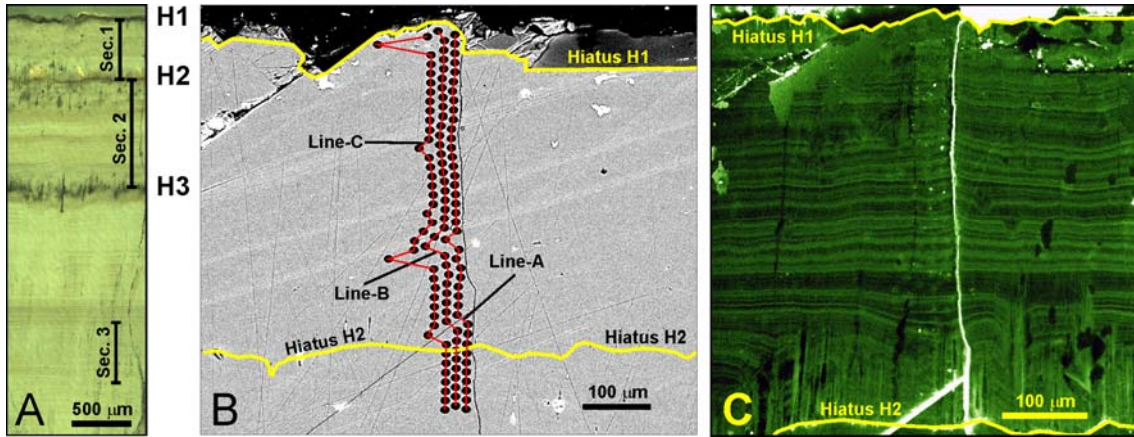 Sec.1
Sec. 2
Sec. 3
500 μm
A
H1
H2
H3
Hiatus H1
Line-C
Line-B
Line-A
Hiatus H2
Hiatus H2
100 μm
B
Hiatus H1
Hiatus H2
100 μm
C